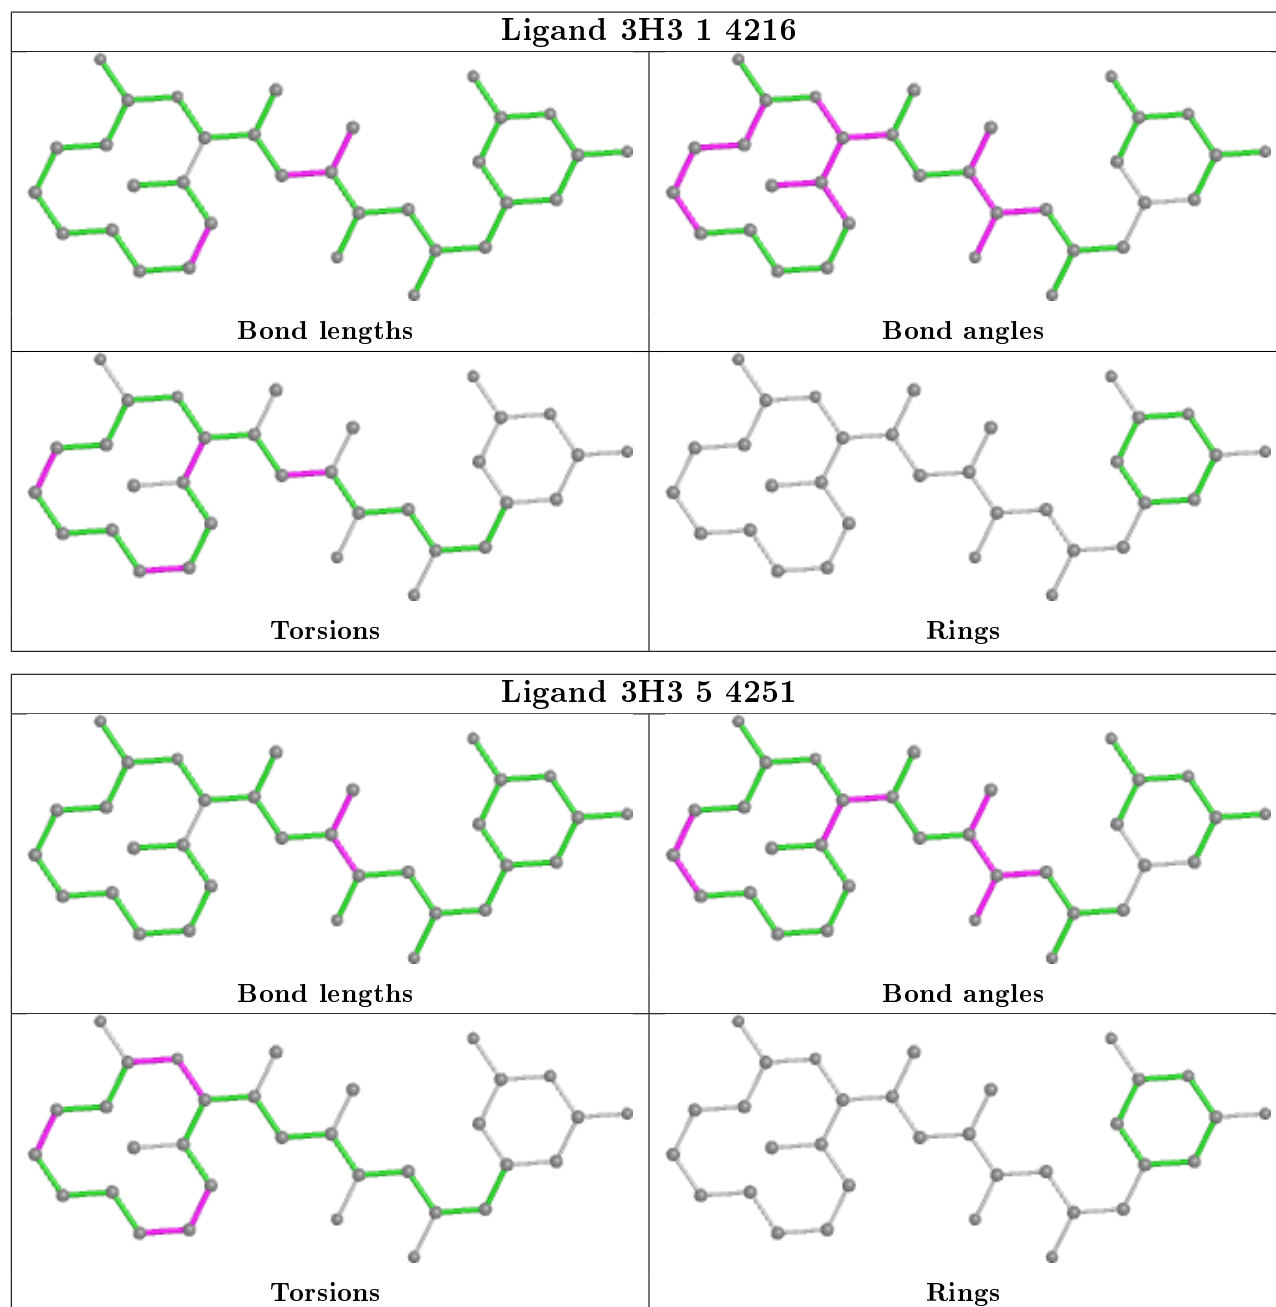 Ligand 3H3 1 4216
Bond lengths
Bond angles
Torsions
Rings
Ligand 3H3 5 4251
Bond lengths
Bond angles
Torsions
Rings